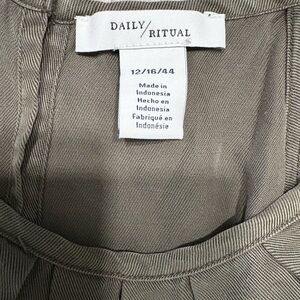 DAILY/
RITUAL
12/16/44
Made in
Indonesia
Hecho en
Indonesia
Fabriqué en
Indonésie